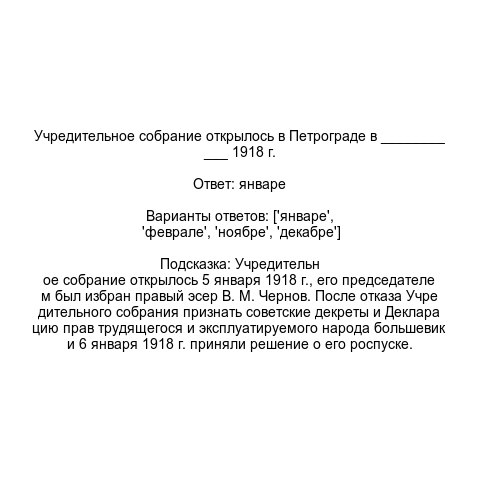 Учредительное собрание открылось в Петрограде в ________
___ 1918 г.
Ответ: январе
Варианты ответов: ['январе',
'феврале', 'ноябре', 'декабре']
Подсказка: Учредительн
ое собрание открылось 5 января 1918 г., его председателе
м был избран правый эсер В. М. Чернов. После отказа Учре
дительного собрания признать советские декреты и Деклара
цию прав трудящегося и эксплуатируемого народа большевик
и 6 января 1918 г. приняли решение о его роспуске.